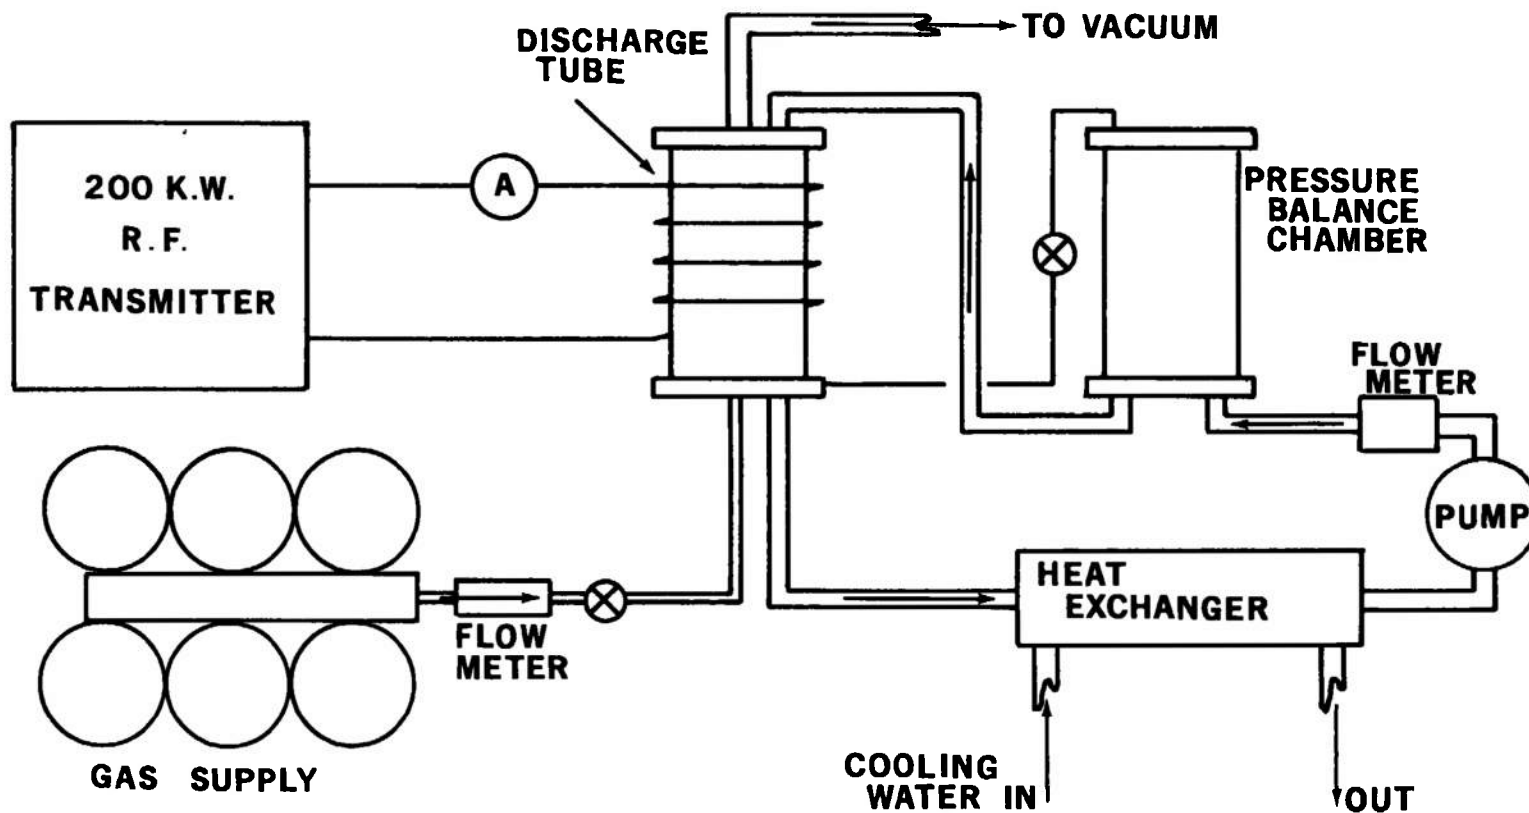 TO VACUUM
DISCHARGE
TUBE
200 K.W.
R.F.
TRANSMITTER
A
PRESSURE
BALANCE
CHAMBER
FLOW
METER
PUMP
HEAT
EXCHANGER
FLOW
METER
GAS SUPPLY
COOLING
WATER IN
OUT